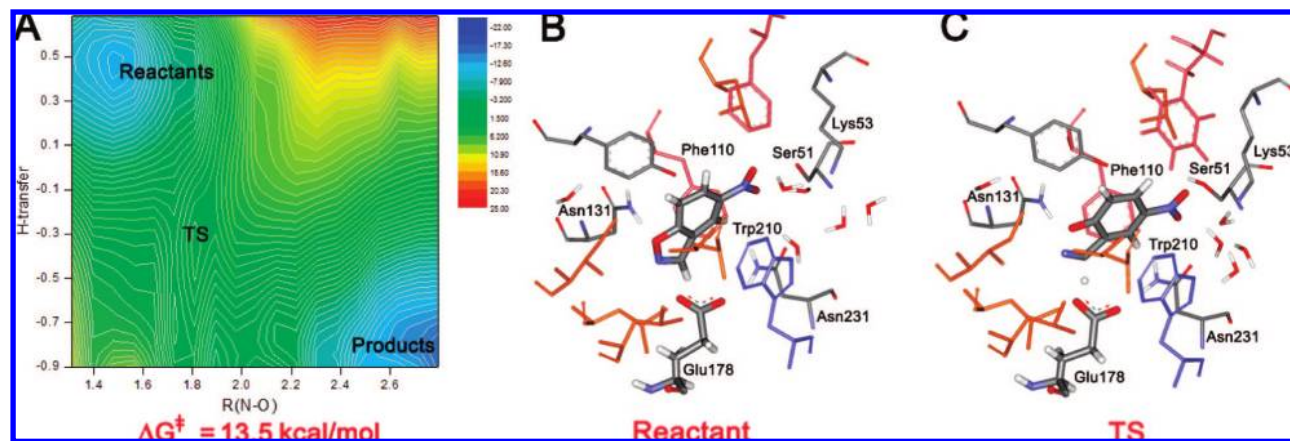 A
0.5
0.3
0.1
-0.1
-0.3
-0.5
-0.7
-0.9
H-transfer
Reactants
TS
Products
1.4 1.6 1.8 2.0 2.2 2.4 2.6
R(N-O)
-22.00
-17.30
-7.900
-3.200
1.500
6.200
10.90
15.60
20.30
25.00
ΔG‡ = 13.5 kcal/mol
B
Lys53
Phe110
Ser51
Asn131
Trp210
Asn231
Glu178
Reactant
C
Lys53
Phe110
Ser51
Asn131
Trp210
Asn231
Glu178
TS